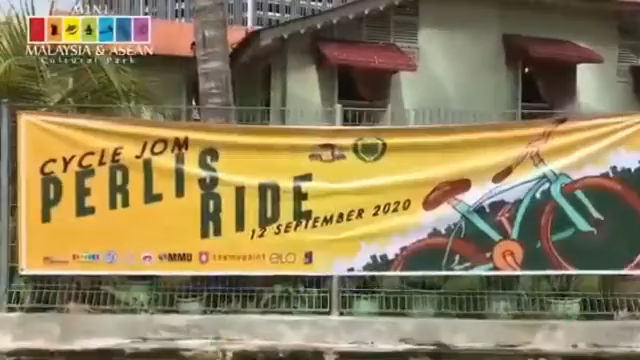 MINI
MALAYSIA & ASEAN
Cultural Park
CYCLE JOM
PERLIS
RIDE
12 SEPTEMBER 2020
MMU
elo